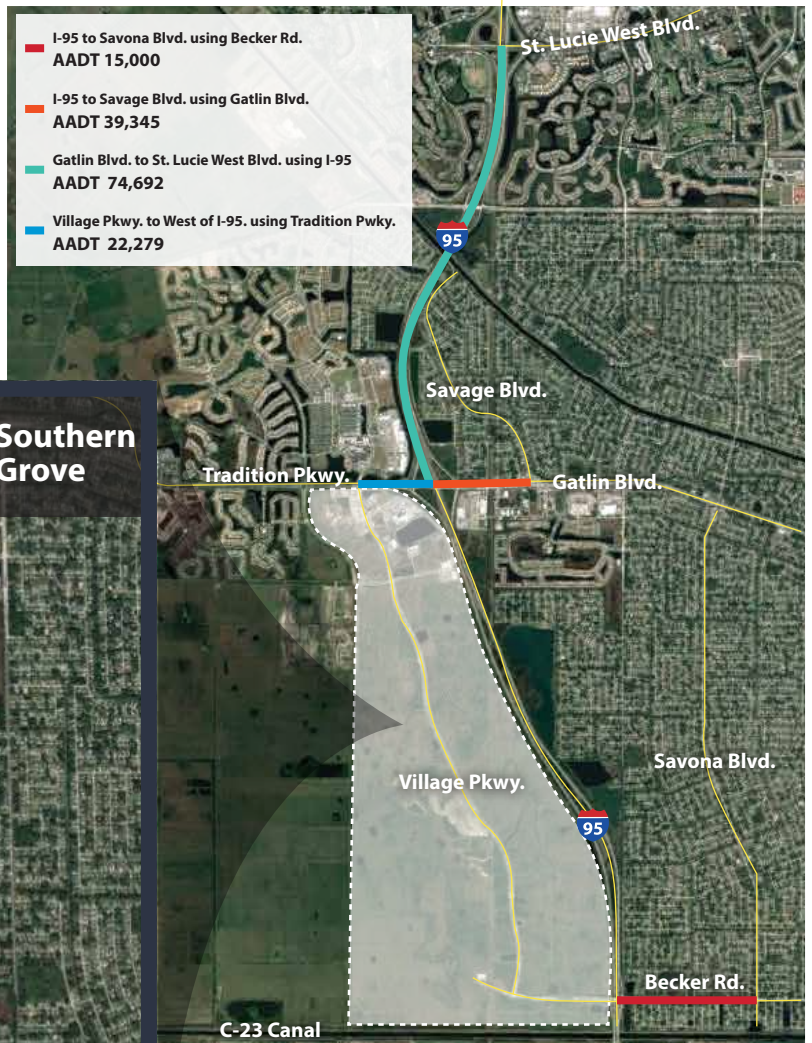 I-95 to Savona Blvd. using Becker Rd.
AADT 15,000
I-95 to Savage Blvd. using Gatlin Blvd.
AADT 39,345
Gatlin Blvd. to St. Lucie West Blvd. using I-95
AADT 74,692
Village Pkwy. to West of I-95. using Tradition Pwky.
AADT 22,279
St. Lucie West Blvd.
95
Savage Blvd.
Southern
Grove
Tradition Pkwy.
Gatlin Blvd.
Village Pkwy.
Savona Blvd.
95
Becker Rd.
C-23 Canal